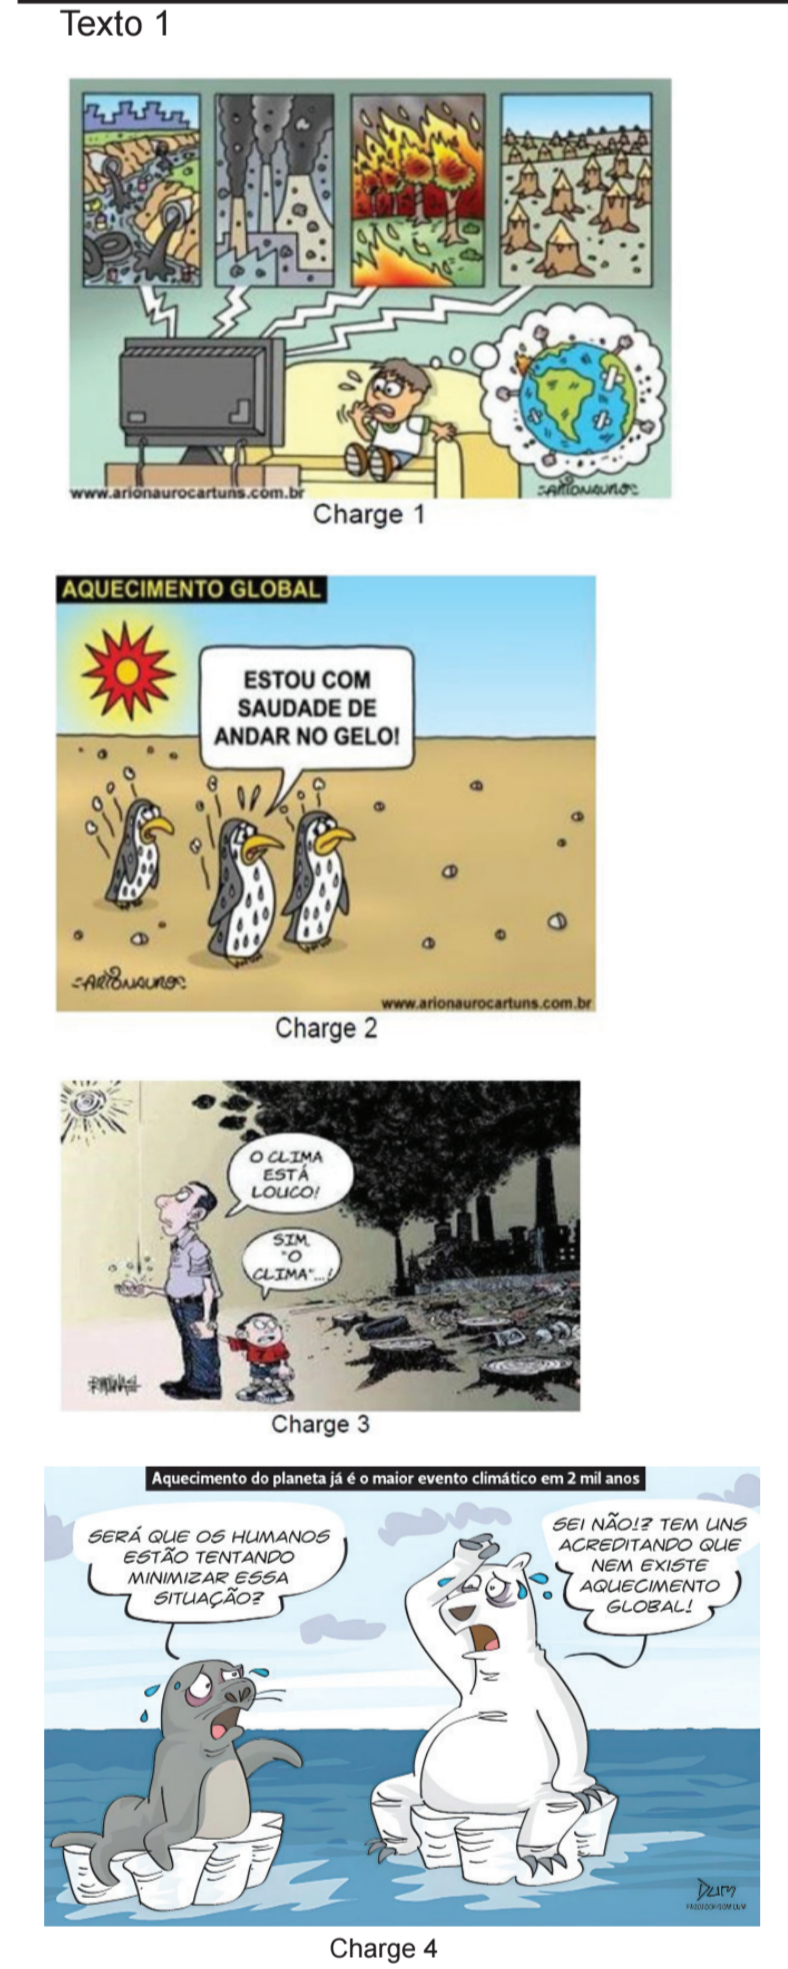 Texto 1
www.arionaurocartuns.com.br
=ARIONAURO=
Charge 1
AQUECIMENTO GLOBAL
ESTOU COM
SAUDADE DE
ANDAR NO GELO!
=ARIONAURO=
www.arionaurocartuns.com.br
Charge 2
O CLIMA
ESTÁ
LOUCO!
SIM,
"O
CLIMA"...!
Charge 3
Aquecimento do planeta já é o maior evento climático em 2 mil anos
SERÁ QUE OS HUMANOS
ESTÃO TENTANDO
MINIMIZAR ESSA
SITUAÇÃO?
SEI NÃO!? TEM UNS
ACREDITANDO QUE
NEM EXISTE
AQUECIMENTO
GLOBAL!
Dum
Charge 4